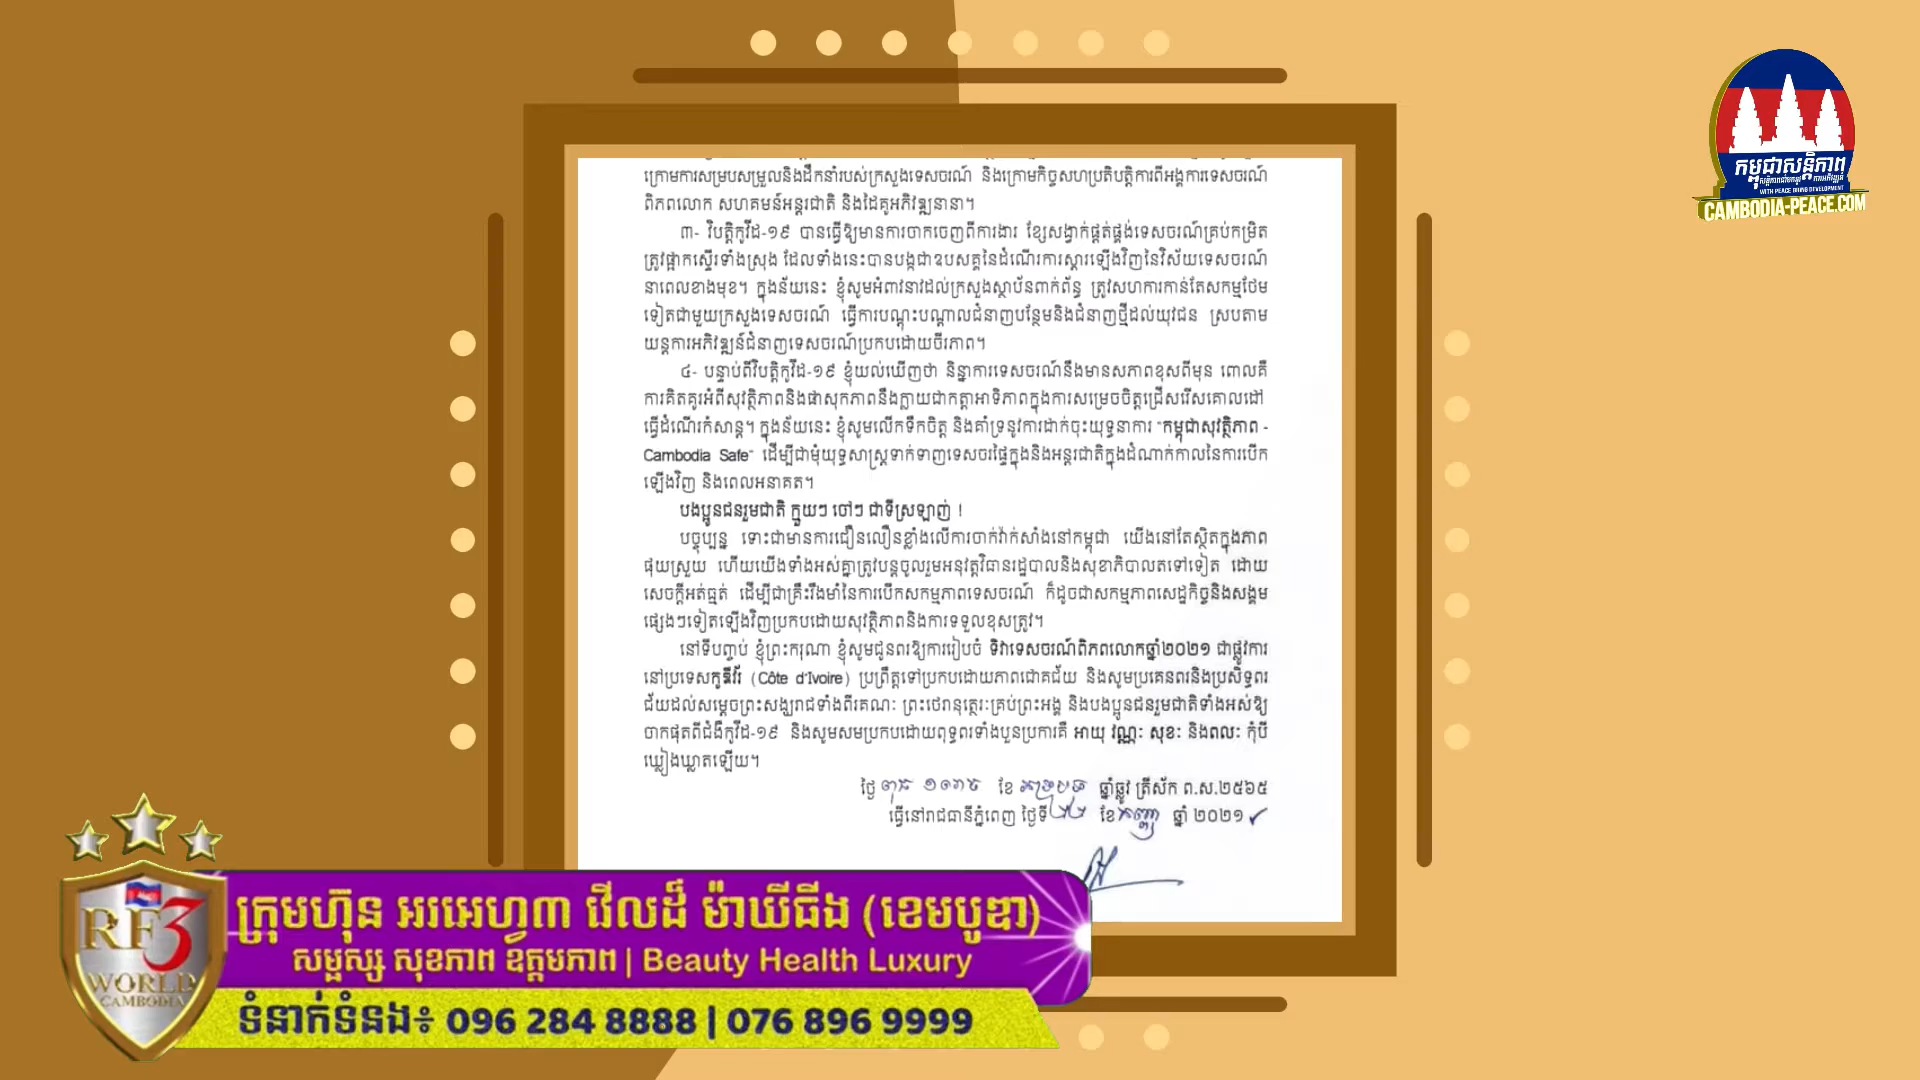 ក្រោមការសម្របសម្រួលនិងដឹកនាំរបស់ក្រសួងទេសចរណ៍ និងក្រោមកិច្ចសហប្រតិបត្តិការពីអង្គការទេសចរណ៍
ពិភពលោក សហគមន៍អន្តរជាតិ និងដៃគូអភិវឌ្ឍនានា។
៣- វិបត្តិកូវីដ-១៩ បានធ្វើឱ្យមានការចាកចេញពីការងារ ខ្សែសង្វាក់ផ្គត់ផ្គង់ទេសចរណ៍គ្រប់កម្រិត
ត្រូវផ្អាកស្ទើរទាំងស្រុង ដែលទាំងនេះបានបង្កជាឧបសគ្គនៃដំណើរការស្តារឡើងវិញនៃវិស័យទេសចរណ៍
នាពេលខាងមុខ។ ក្នុងន័យនេះ ខ្ញុំសូមអំពាវនាវដល់ក្រសួងស្ថាប័នពាក់ព័ន្ធ ត្រូវសហការកាន់តែសកម្មថែម
ទៀតជាមួយក្រសួងទេសចរណ៍ ធ្វើការបណ្តុះបណ្តាលជំនាញបន្ថែមនិងជំនាញថ្មីដល់យុវជន ស្របតាម
យន្តការអភិវឌ្ឍន៍ជំនាញទេសចរណ៍ប្រកបដោយចីរភាព។
៤- បន្ទាប់ពីវិបត្តិកូវីដ-១៩ ខ្ញុំយល់ឃើញថា និន្នាការទេសចរណ៍នឹងមានសភាពខុសពីមុន ពោលគឺ
ការគិតគូរអំពីសុវត្ថិភាពនិងផាសុកភាពនឹងក្លាយជាកត្តាអាទិភាពក្នុងការសម្រេចចិត្តជ្រើសរើសគោលដៅ
ធ្វើដំណើរកំសាន្ត។ ក្នុងន័យនេះ ខ្ញុំសូមលើកទឹកចិត្ត និងគាំទ្រនូវការដាក់ចុះយុទ្ធនាការ "កម្ពុជាសុវត្ថិភាព -
Cambodia Safe" ដើម្បីជាមុំយុទ្ធសាស្ត្រទាក់ទាញទេសចរផ្ទៃក្នុងនិងអន្តរជាតិក្នុងដំណាក់កាលនៃការបើក
ឡើងវិញ និងពេលអនាគត។
បងប្អូនជនរួមជាតិ ក្មួយៗ ចៅៗ ជាទីស្រឡាញ់ !
បច្ចុប្បន្ន ទោះជាមានការជឿនលឿនខ្លាំងលើការចាក់វ៉ាក់សាំងនៅកម្ពុជា យើងនៅតែស្ថិតក្នុងភាព
ផុយស្រួយ ហើយយើងទាំងអស់គ្នាត្រូវបន្តចូលរួមអនុវត្តវិធានរដ្ឋបាលនិងសុខាភិបាលតទៅទៀត ដោយ
សេចក្តីអត់ធ្មត់ ដើម្បីជាគ្រឹះរឹងមាំនៃការបើកសកម្មភាពទេសចរណ៍ ក៏ដូចជាសកម្មភាពសេដ្ឋកិច្ចនិងសង្គម
ផ្សេងៗទៀតឡើងវិញប្រកបដោយសុវត្ថិភាពនិងការទទួលខុសត្រូវ។
នៅទីបញ្ចប់ ខ្ញុំព្រះករុណា ខ្ញុំសូមជូនពរឱ្យការរៀបចំ ទិវាទេសចរណ៍ពិភពលោកឆ្នាំ២០២១ ជាផ្លូវការ
នៅប្រទេសកូឌីវ័រ (Côte d'Ivoire) ប្រព្រឹត្តទៅប្រកបដោយភាពជោគជ័យ និងសូមប្រគេនពរនិងប្រសិទ្ធពរ
ជ័យដល់សម្តេចព្រះសង្ឃរាជទាំងពីរគណៈ ព្រះថេរានុត្ថេរៈគ្រប់ព្រះអង្គ និងបងប្អូនជនរួមជាតិទាំងអស់ឱ្យ
ចាកផុតពីជំងឺកូវីដ-១៩ និងសូមសមប្រកបដោយពុទ្ធពរទាំងបួនប្រការគឺ អាយុ វណ្ណៈ សុខៈ និងពលៈ កុំបី
ឃ្លៀងឃ្លាតឡើយ។
ថ្ងៃ ពុធ ១ រោច ខែ ភទ្របទ ឆ្នាំឆ្លូវ ត្រីស័ក ព.ស.២៥៦៥
ធ្វើនៅរាជធានីភ្នំពេញ ថ្ងៃទី ២២ ខែ កញ្ញា ឆ្នាំ ២០២១
កម្ពុជាសន្តិភាព
WITH PEACE BRING DEVELOPMENT
CAMBODIA-PEACE.COM
RF3
WORLD
CAMBODIA
ក្រុមហ៊ុន អរអេហ្វ៣ វើលដ៍ ម៉ាឃីធីង (ខេមបូឌា)
សម្ផស្ស សុខភាព ឧត្តមភាព | Beauty Health Luxury
ទំនាក់ទំនង៖ 096 284 8888 | 076 896 9999